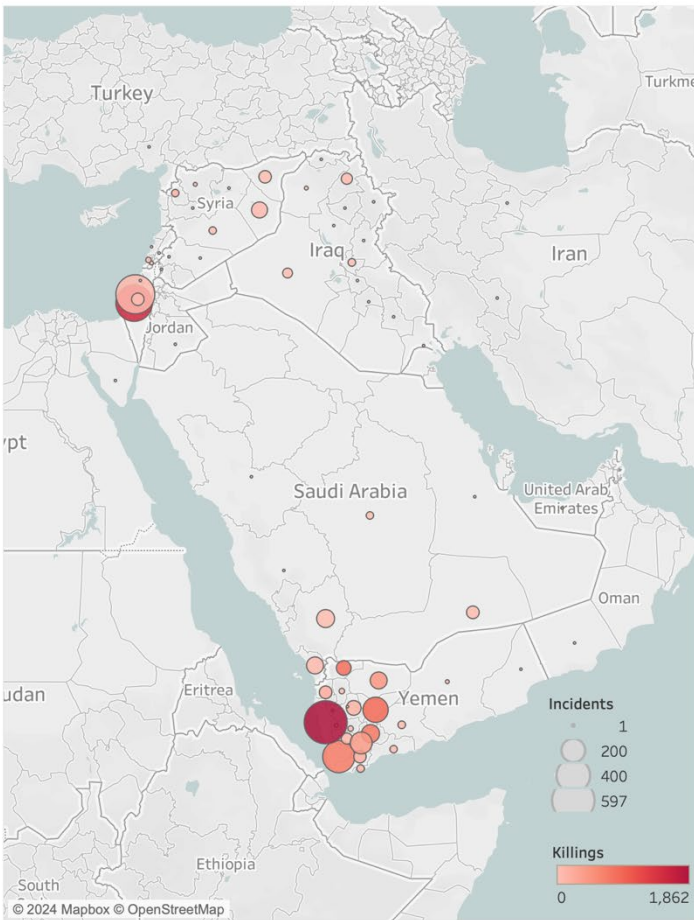 Turkey
Turkme
Syria
Iraq
Iran
Jordan
ypt
Saudi Arabia
United Arab
Emirates
Oman
udan
Eritrea
Yemen
Incidents
1
200
400
597
Ethiopia
Killings
0
1,862
South
© 2024 Mapbox © OpenStreetMap